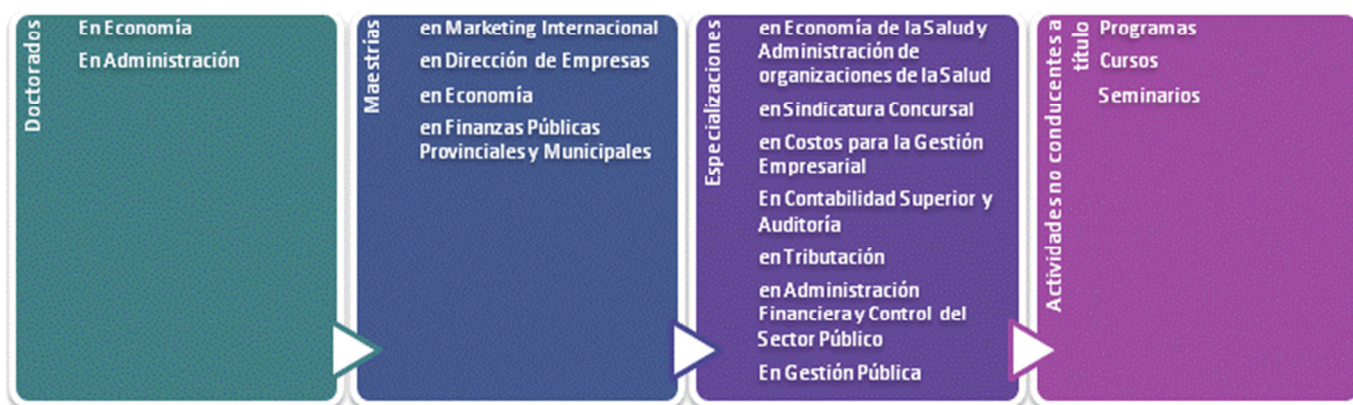 Doctorados
En Economía
En Administración
Maestrías
en Marketing Internacional
en Dirección de Empresas
en Economía
en Finanzas Públicas
Provinciales y Municipales
Especializaciones
en Economía de la Salud y
Administración de
organizaciones de la Salud
en Sindicatura Concursal
en Costos para la Gestión
Empresarial
En Contabilidad Superior y
Auditoría
en Tributación
en Administración
Financiera y Control del
Sector Público
En Gestión Pública
Actividades no conducentes a
título
Programas
Cursos
Seminarios